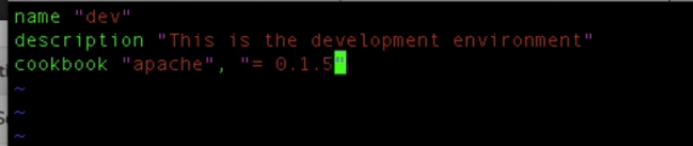 name "dev"
description "This is the development environment"
cookbook "apache", "= 0.1.5"
~
~
~